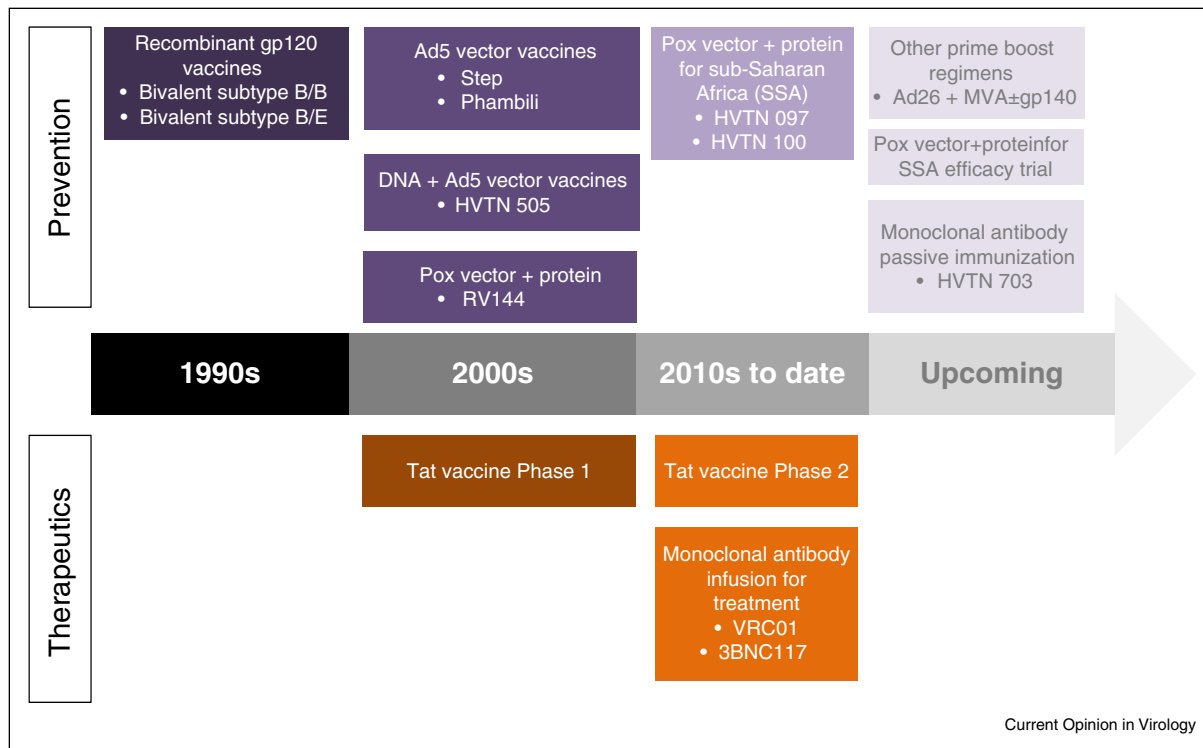 Prevention
Recombinant gp120
vaccines
• Bivalent subtype B/B
• Bivalent subtype B/E
Ad5 vector vaccines
• Step
• Phambili
DNA + Ad5 vector vaccines
• HVTN 505
Pox vector + protein
• RV144
Pox vector + protein
for sub-Saharan
Africa (SSA)
• HVTN 097
• HVTN 100
Other prime boost
regimens
• Ad26 + MVA±gp140
Pox vector+proteinfor
SSA efficacy trial
Monoclonal antibody
passive immunization
• HVTN 703
1990s
2000s
2010s to date
Upcoming
Therapeutics
Tat vaccine Phase 1
Tat vaccine Phase 2
Monoclonal antibody
infusion for
treatment
• VRC01
• 3BNC117
Current Opinion in Virology